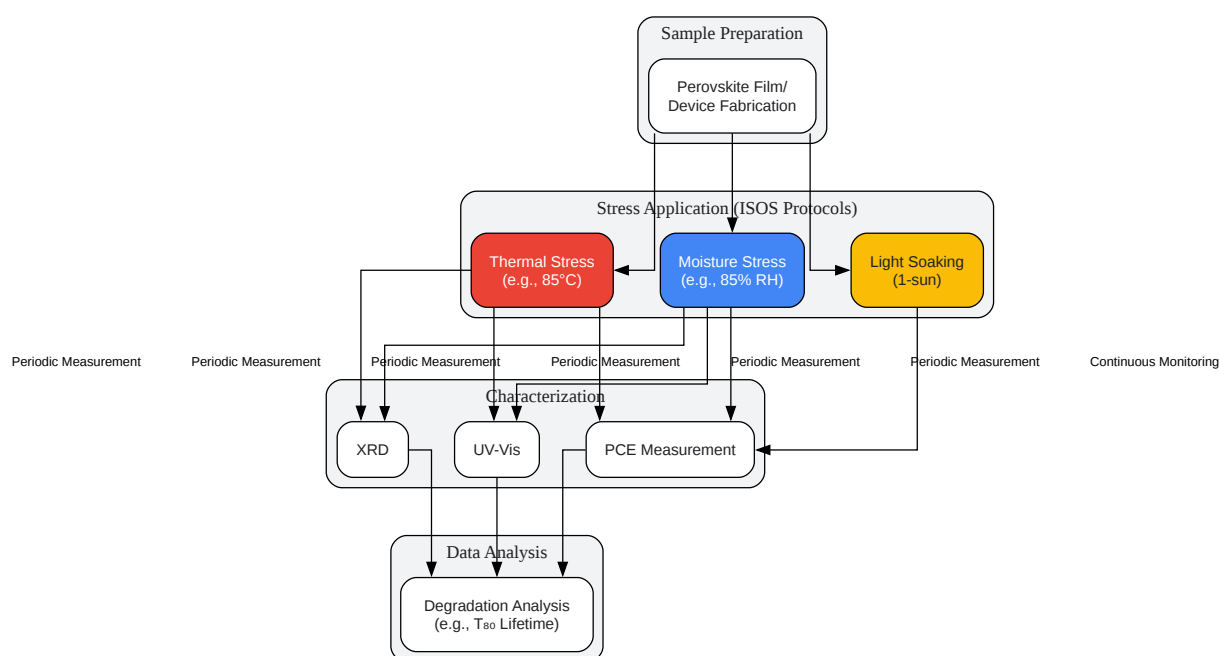 Sample Preparation
Perovskite Film/
Device Fabrication
Stress Application (ISOS Protocols)
Thermal Stress
(e.g., 85°C)
Moisture Stress
(e.g., 85% RH)
Light Soaking
(1-sun)
Periodic Measurement
Periodic Measurement
Periodic Measurement
Periodic Measurement
Periodic Measurement
Periodic Measurement
Continuous Monitoring
Characterization
XRD
UV-Vis
PCE Measurement
Data Analysis
Degradation Analysis
(e.g., T₈₀ Lifetime)